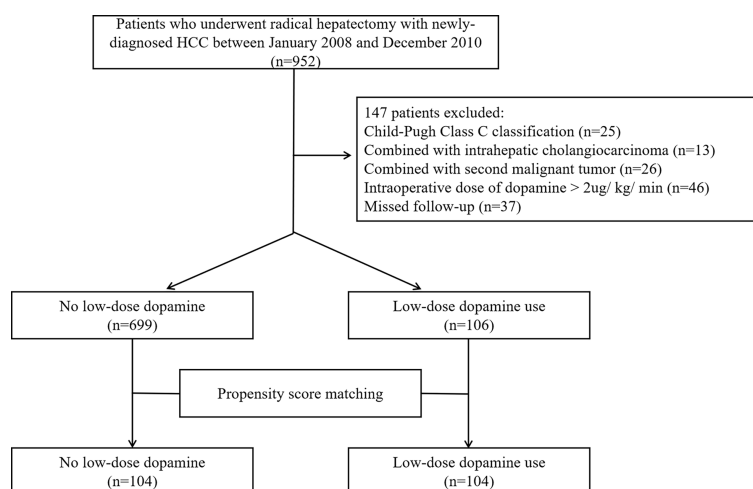 Patients who underwent radical hepatectomy with newly-
diagnosed HCC between January 2008 and December 2010
(n=952)
147 patients excluded:
Child-Pugh Class C classification (n=25)
Combined with intrahepatic cholangiocarcinoma (n=13)
Combined with second malignant tumor (n=26)
Intraoperative dose of dopamine > 2ug/ kg/ min (n=46)
Missed follow-up (n=37)
No low-dose dopamine
(n=699)
Low-dose dopamine use
(n=106)
Propensity score matching
No low-dose dopamine
(n=104)
Low-dose dopamine use
(n=104)